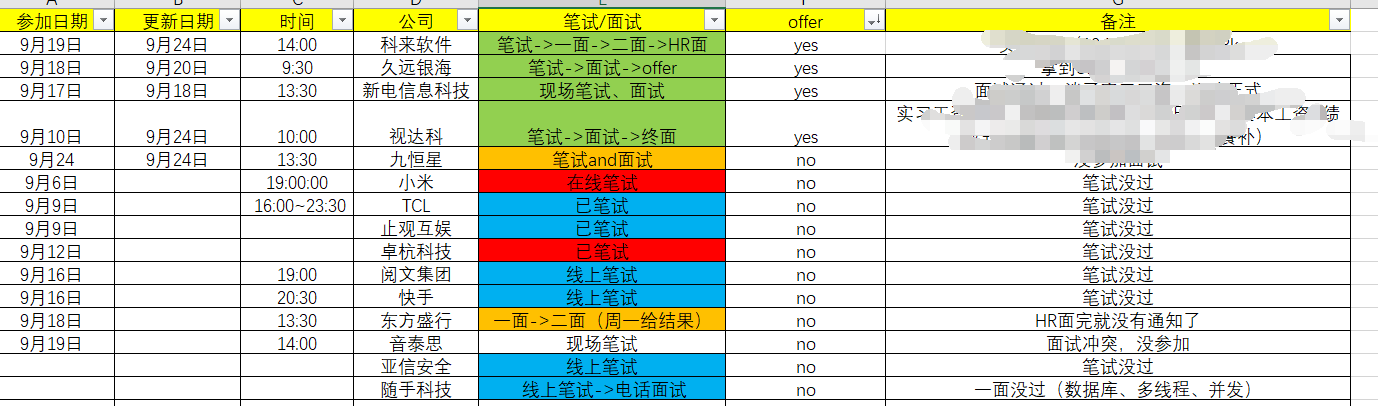 参加日期 更新日期 时间 公司 笔试/面试 offer 备注
9月19日 9月24日 14:00 科来软件 笔试->一面->二面->HR面 yes
9月18日 9月20日 9:30 久远银海 笔试->面试->offer yes 拿到
9月17日 9月18日 13:30 新电信息科技 现场笔试、面试 yes
实习工资 本工资 绩
9月10日 9月24日 10:00 视达科 笔试->面试->终面 yes 餐补）
9月24 9月24日 13:30 九恒星 笔试and面试 no 没参加面试
9月6日 19:00:00 小米 在线笔试 no 笔试没过
9月9日 16:00~23:30 TCL 已笔试 no 笔试没过
9月9日 止观互娱 已笔试 no 笔试没过
9月12日 卓杭科技 已笔试 no 笔试没过
9月16日 19:00 阅文集团 线上笔试 no 笔试没过
9月16日 20:30 快手 线上笔试 no 笔试没过
9月18日 13:30 东方盛行 一面->二面（周一给结果） no HR面完就没有通知了
9月19日 14:00 音泰思 现场笔试 no 面试冲突，没参加
亚信安全 线上笔试 no 笔试没过
随手科技 线上笔试->电话面试 no 一面没过（数据库、多线程、并发）